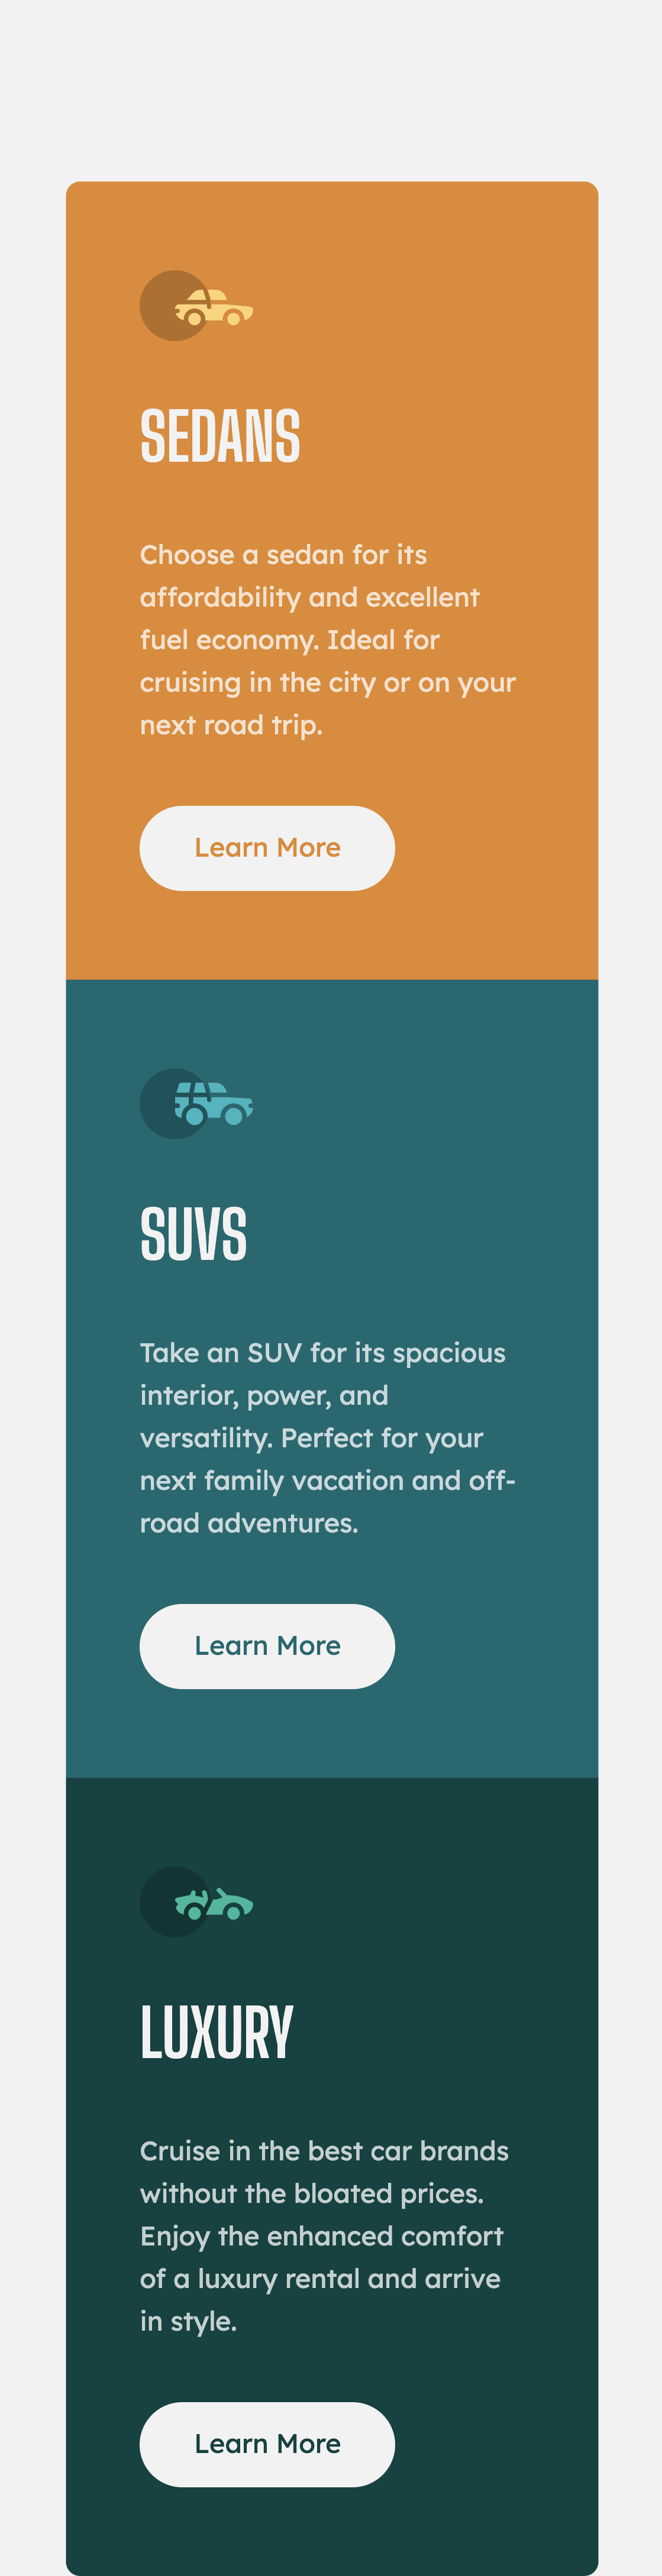 SEDANS
Choose a sedan for its
affordability and excellent
fuel economy. Ideal for
cruising in the city or on your
next road trip.
Learn More
SUVS
Take an SUV for its spacious
interior, power, and
versatility. Perfect for your
next family vacation and off-
road adventures.
Learn More
LUXURY
Cruise in the best car brands
without the bloated prices.
Enjoy the enhanced comfort
of a luxury rental and arrive
in style.
Learn More